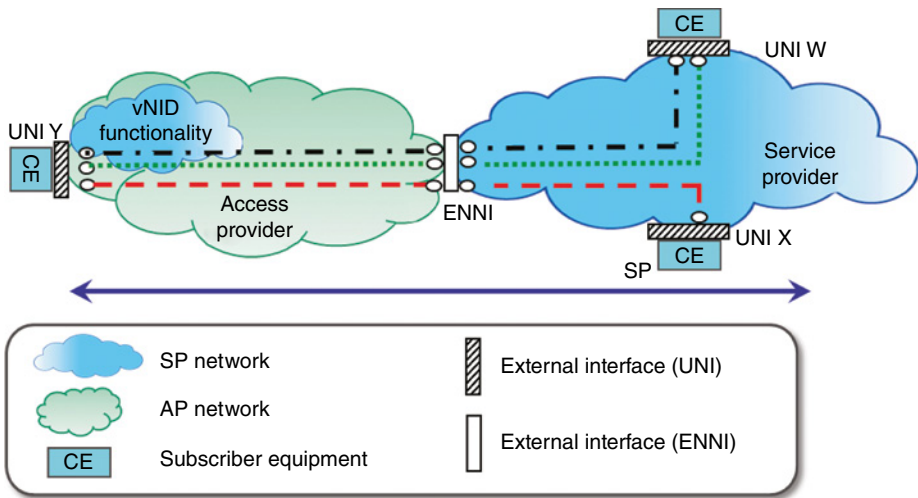 CE
UNI W
vNID
functionality
UNI Y
CE
Service
provider
Access
provider
ENNI
UNI X
SP
CE
SP network
External interface (UNI)
AP network
External interface (ENNI)
CE
Subscriber equipment